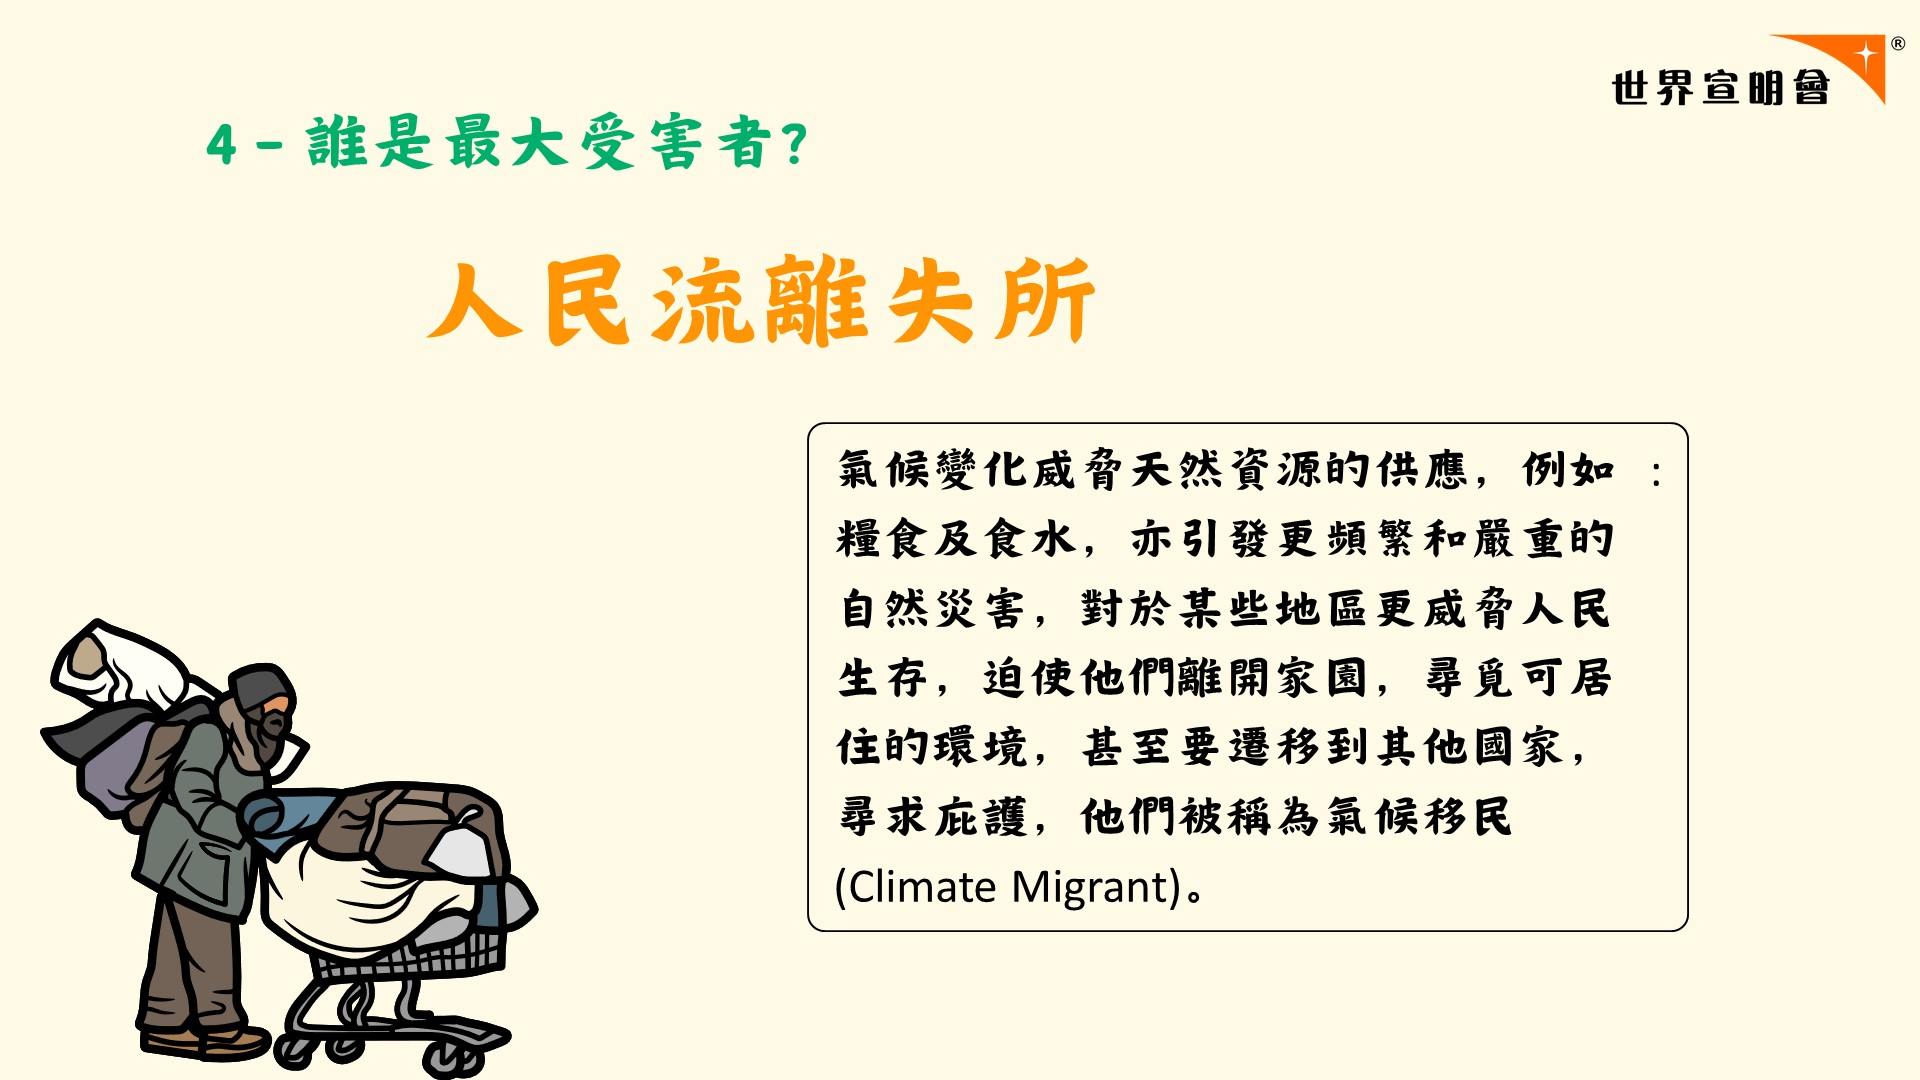 世界宣明會®
4 - 誰是最大受害者?
人民流離失所
氣候變化威脅天然資源的供應，例如 ：
糧食及食水，亦引發更頻繁和嚴重的
自然災害，對於某些地區更威脅人民
生存，迫使他們離開家園，尋覓可居
住的環境，甚至要遷移到其他國家，
尋求庇護，他們被稱為氣候移民
(Climate Migrant)。